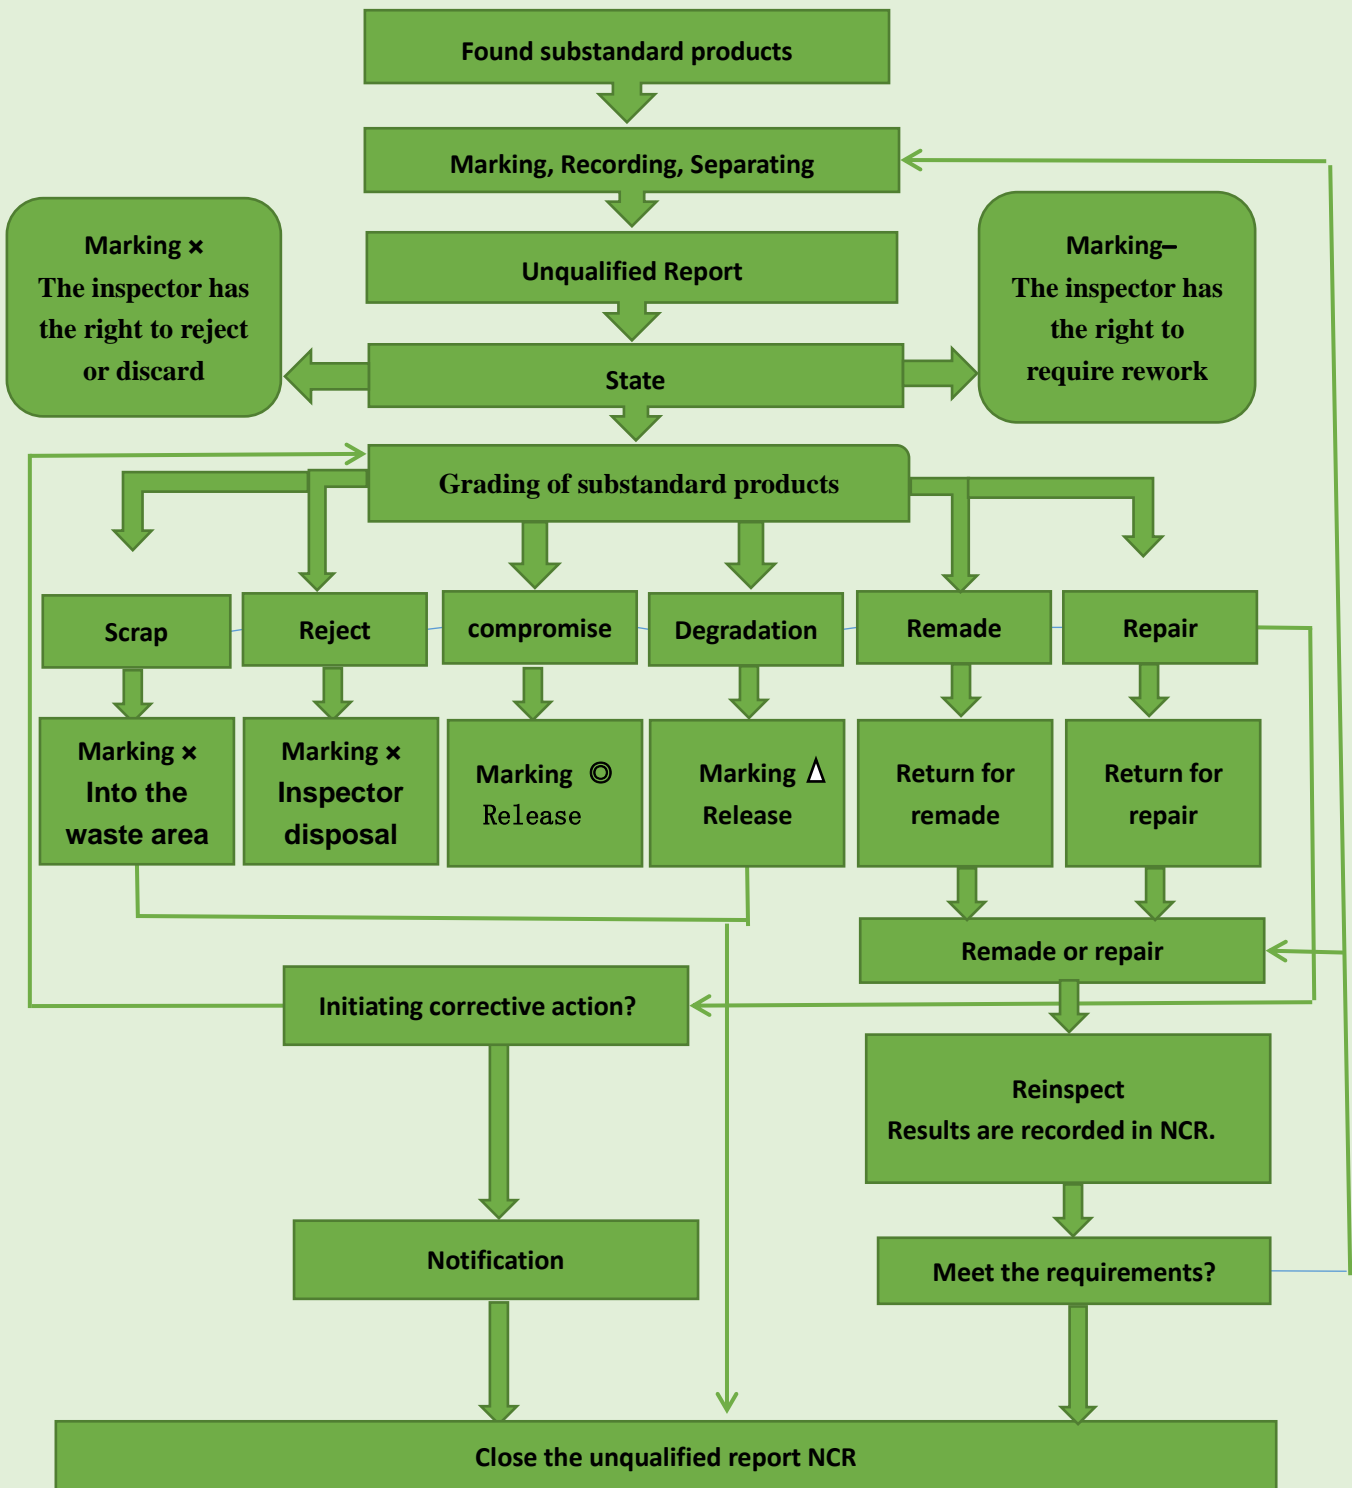 Found substandard products
Marking, Recording, Separating
Marking ×
The inspector has
the right to reject
or discard
Unqualified Report
Marking–
The inspector has
the right to
require rework
State
Grading of substandard products
Scrap
Reject
compromise
Degradation
Remade
Repair
Marking ×
Into the
waste area
Marking ×
Inspector
disposal
Marking ◎
Release
Marking △
Release
Return for
remade
Return for
repair
Remade or repair
Initiating corrective action?
Reinspect
Results are recorded in NCR.
Notification
Meet the requirements?
Close the unqualified report NCR